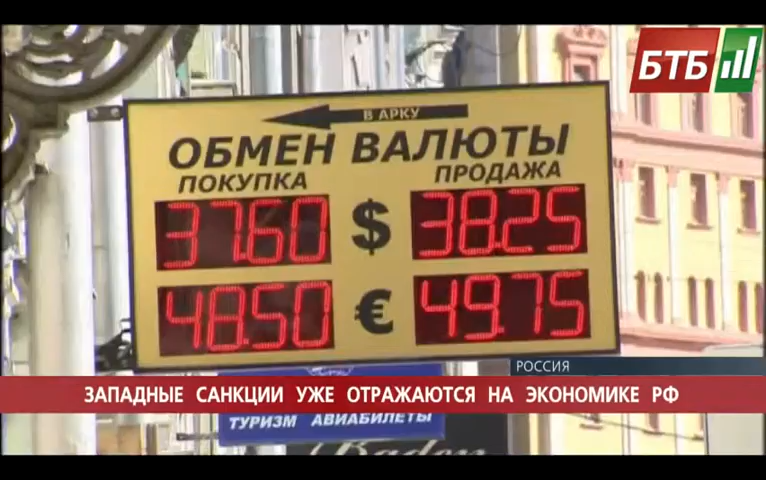 БТБ
В АРКУ
ОБМЕН ВАЛЮТЫ
ПОКУПКА ПРОДАЖА
37.60 $ 38.25
48.50 € 49.75
РОССИЯ
ЗАПАДНЫЕ САНКЦИИ УЖЕ ОТРАЖАЮТСЯ НА ЭКОНОМИКЕ РФ
ТУРИЗМ АВИАБИЛЕТЫ
Baden